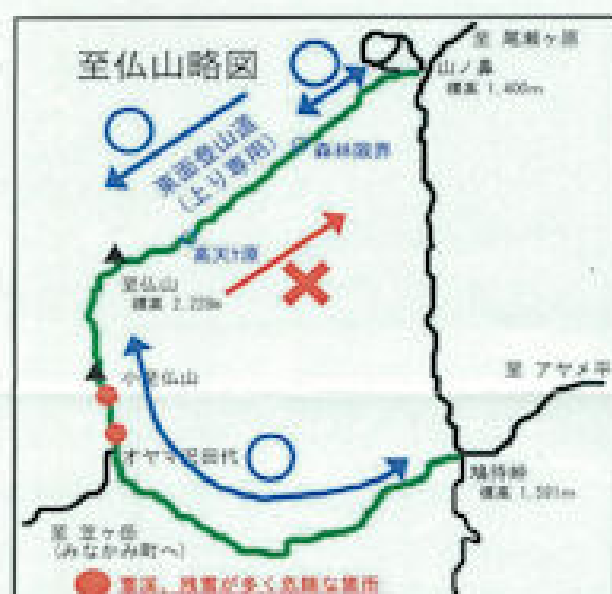 至仏山略図
至 尾瀬ヶ原
山ノ鼻
標高 1,400m
東面登山道
(上り専用)
森林限界
高天ヶ原
至仏山
標高 2,228m
小至仏山
至 アヤメ平
オヤマ沢田代
鳩待峠
標高 1,591m
至 笠ヶ岳
(みなかみ町へ)
雪渓、残雪が多く危険な箇所